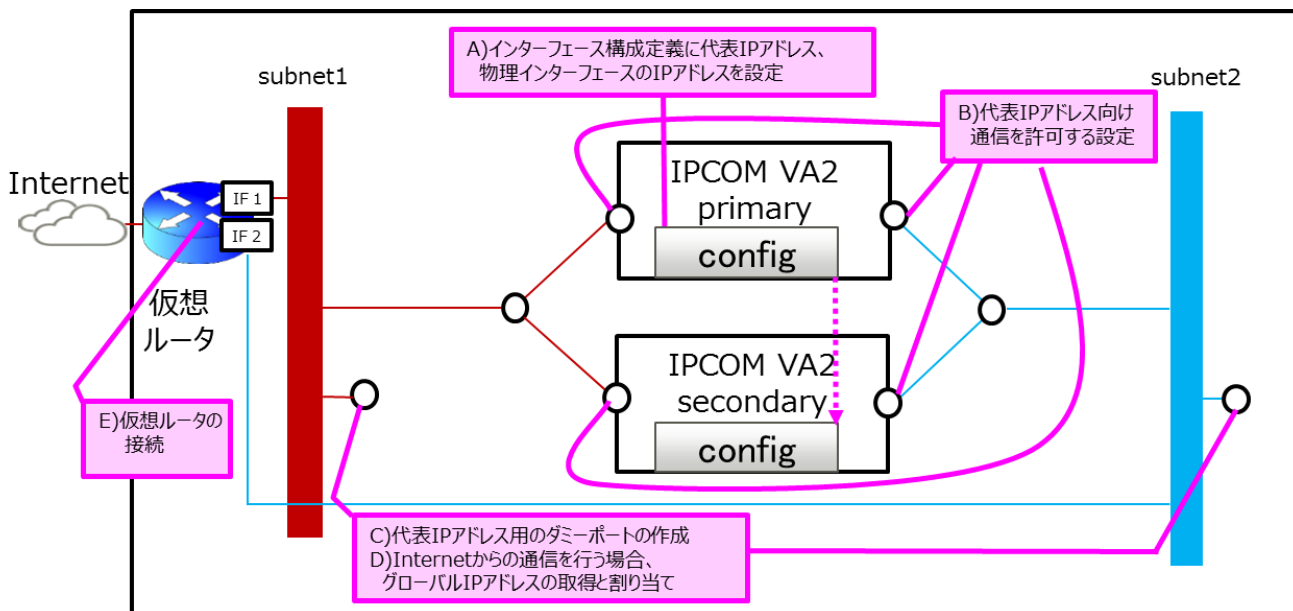 A)インターフェース構成定義に代表IPアドレス、
物理インターフェースのIPアドレスを設定
subnet1
subnet2
B)代表IPアドレス向け
通信を許可する設定
Internet
IF 1
IF 2
仮想
ルータ
IPCOM VA2
primary
config
IPCOM VA2
secondary
config
E)仮想ルータの
接続
C)代表IPアドレス用のダミーポートの作成
D)Internetからの通信を行う場合、
グローバルIPアドレスの取得と割り当て